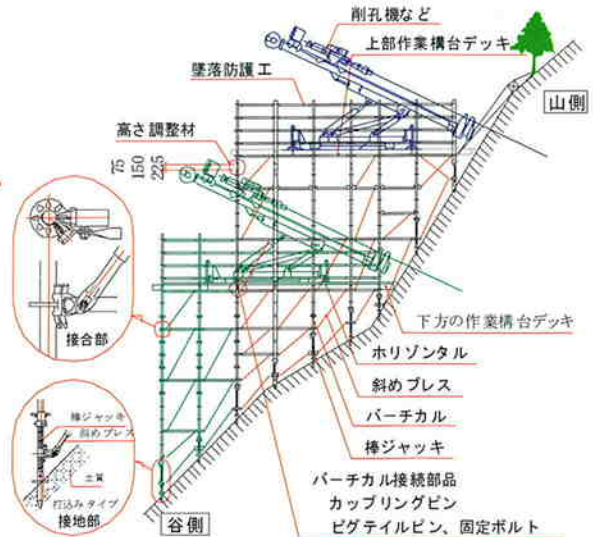 削孔機など
上部作業構台デッキ
墜落防護工
山側
高さ調整材
75
150
225
接合部
下方の作業構台デッキ
ホリゾンタル
斜めブレス
バーチカル
棒ジャッキ
棒ジャッキ
斜めブレス
土質
打込みタイプ
接地部
谷側
バーチカル接続部品
カップリングピン
ピグテイルピン、固定ボルト